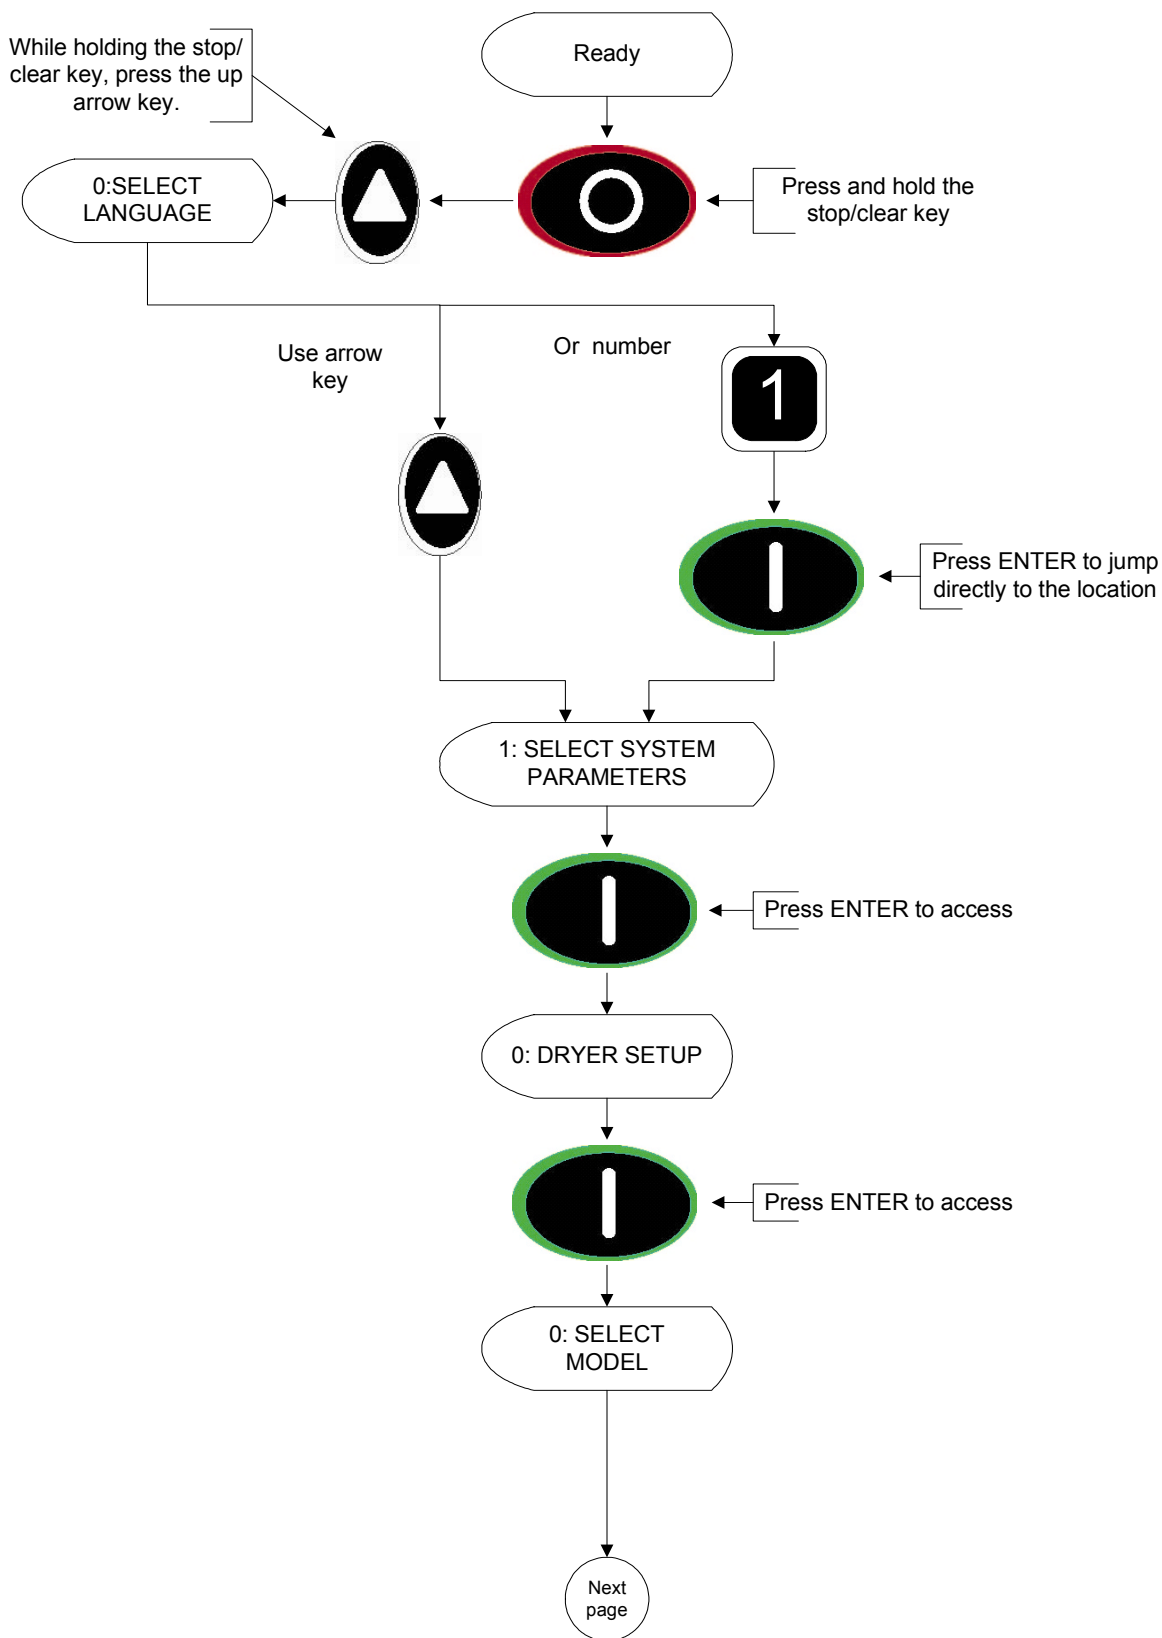 While holding the stop/
clear key, press the up
arrow key.
Ready
0:SELECT
LANGUAGE
Press and hold the
stop/clear key
Use arrow
key
Or number
1
Press ENTER to jump
directly to the location
1: SELECT SYSTEM
PARAMETERS
Press ENTER to access
0: DRYER SETUP
Press ENTER to access
0: SELECT
MODEL
Next
page